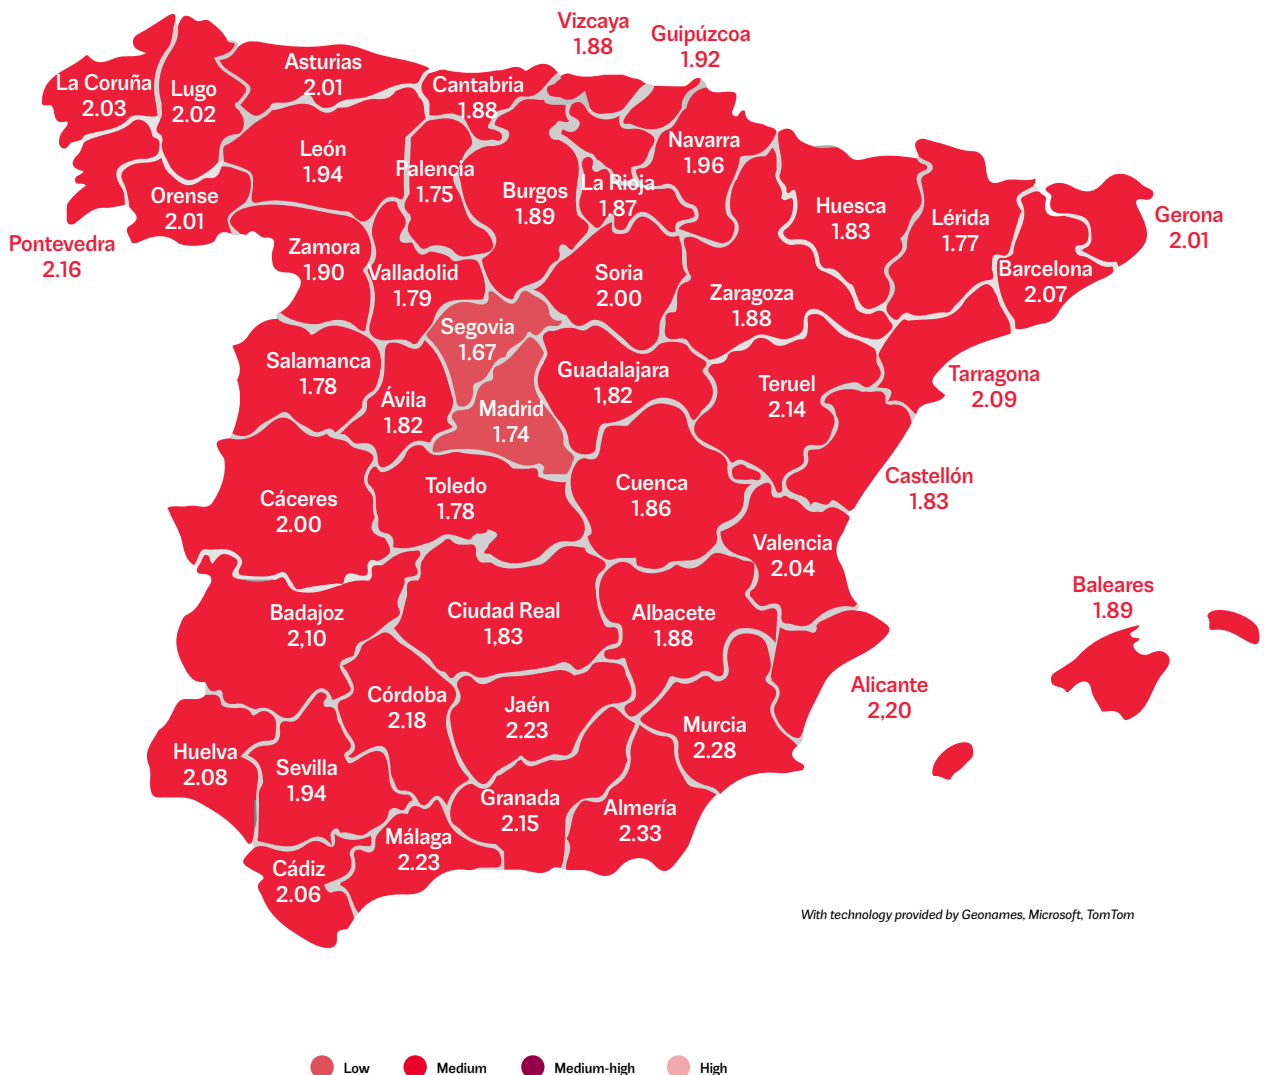 Vizcaya
1.88
Guipúzcoa
1.92
La Coruña
2.03
Lugo
2.02
Asturias
2.01
Cantabria
1.88
León
1.94
Palencia
1.75
Burgos
1.89
La Rioja
1.87
Navarra
1.96
Huesca
1.83
Lérida
1.77
Gerona
2.01
Barcelona
2.07
Orense
2.01
Pontevedra
2.16
Zamora
1.90
Valladolid
1.79
Soria
2.00
Zaragoza
1.88
Segovia
1.67
Salamanca
1.78
Ávila
1.82
Madrid
1.74
Guadalajara
1,82
Teruel
2.14
Tarragona
2.09
Castellón
1.83
Cáceres
2.00
Toledo
1.78
Cuenca
1.86
Valencia
2.04
Baleares
1.89
Badajoz
2,10
Ciudad Real
1,83
Albacete
1.88
Alicante
2,20
Córdoba
2.18
Jaén
2.23
Murcia
2.28
Huelva
2.08
Sevilla
1.94
Granada
2.15
Almería
2.33
Málaga
2.23
Cádiz
2.06
With technology provided by Geonames, Microsoft, TomTom
Low
Medium
Medium-high
High